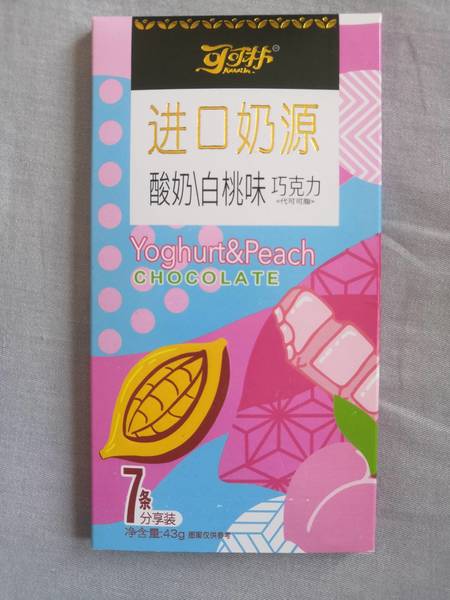 可可林
进口奶源
酸奶\白桃味 巧克力
«代可可脂»
Yoghurt&Peach
CHOCOLATE
7条
分享装
净含量:43g 图案仅供参考